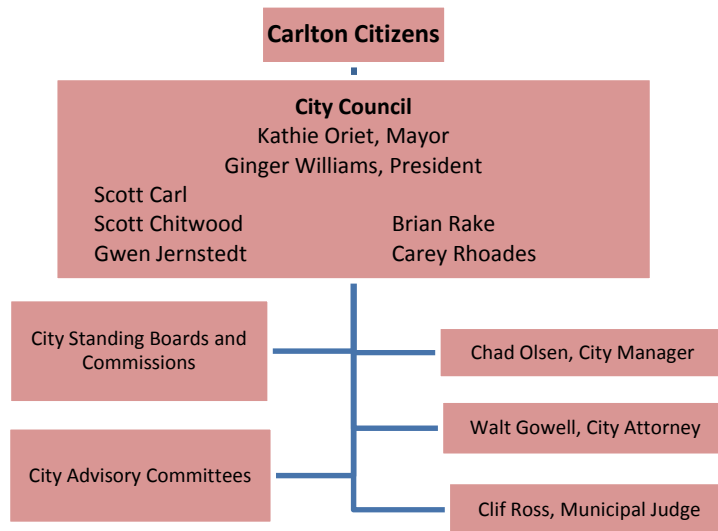 Carlton Citizens
City Council
Kathie Oriet, Mayor
Ginger Williams, President
Scott Carl
Scott Chitwood Brian Rake
Gwen Jernstedt Carey Rhoades
City Standing Boards and
Commissions
Chad Olsen, City Manager
Walt Gowell, City Attorney
City Advisory Committees
Clif Ross, Municipal Judge